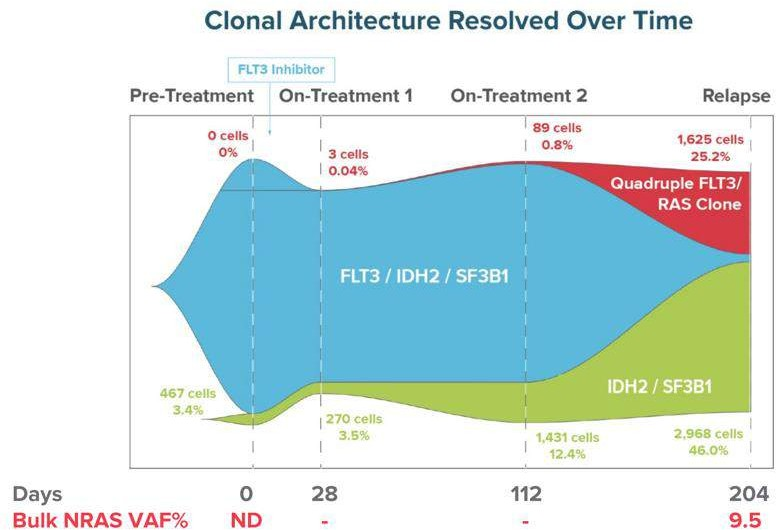 Clonal Architecture Resolved Over Time
FLT3 Inhibitor
Pre-Treatment On-Treatment 1 On-Treatment 2 Relapse
0 cells
0%
3 cells
0.04%
89 cells
0.8%
1,625 cells
25.2%
Quadruple FLT3/
RAS Clone
FLT3 / IDH2 / SF3B1
IDH2 / SF3B1
467 cells
3.4%
270 cells
3.5%
1,431 cells
12.4%
2,968 cells
46.0%
Days 0 28 112 204
Bulk NRAS VAF% ND - - 9.5